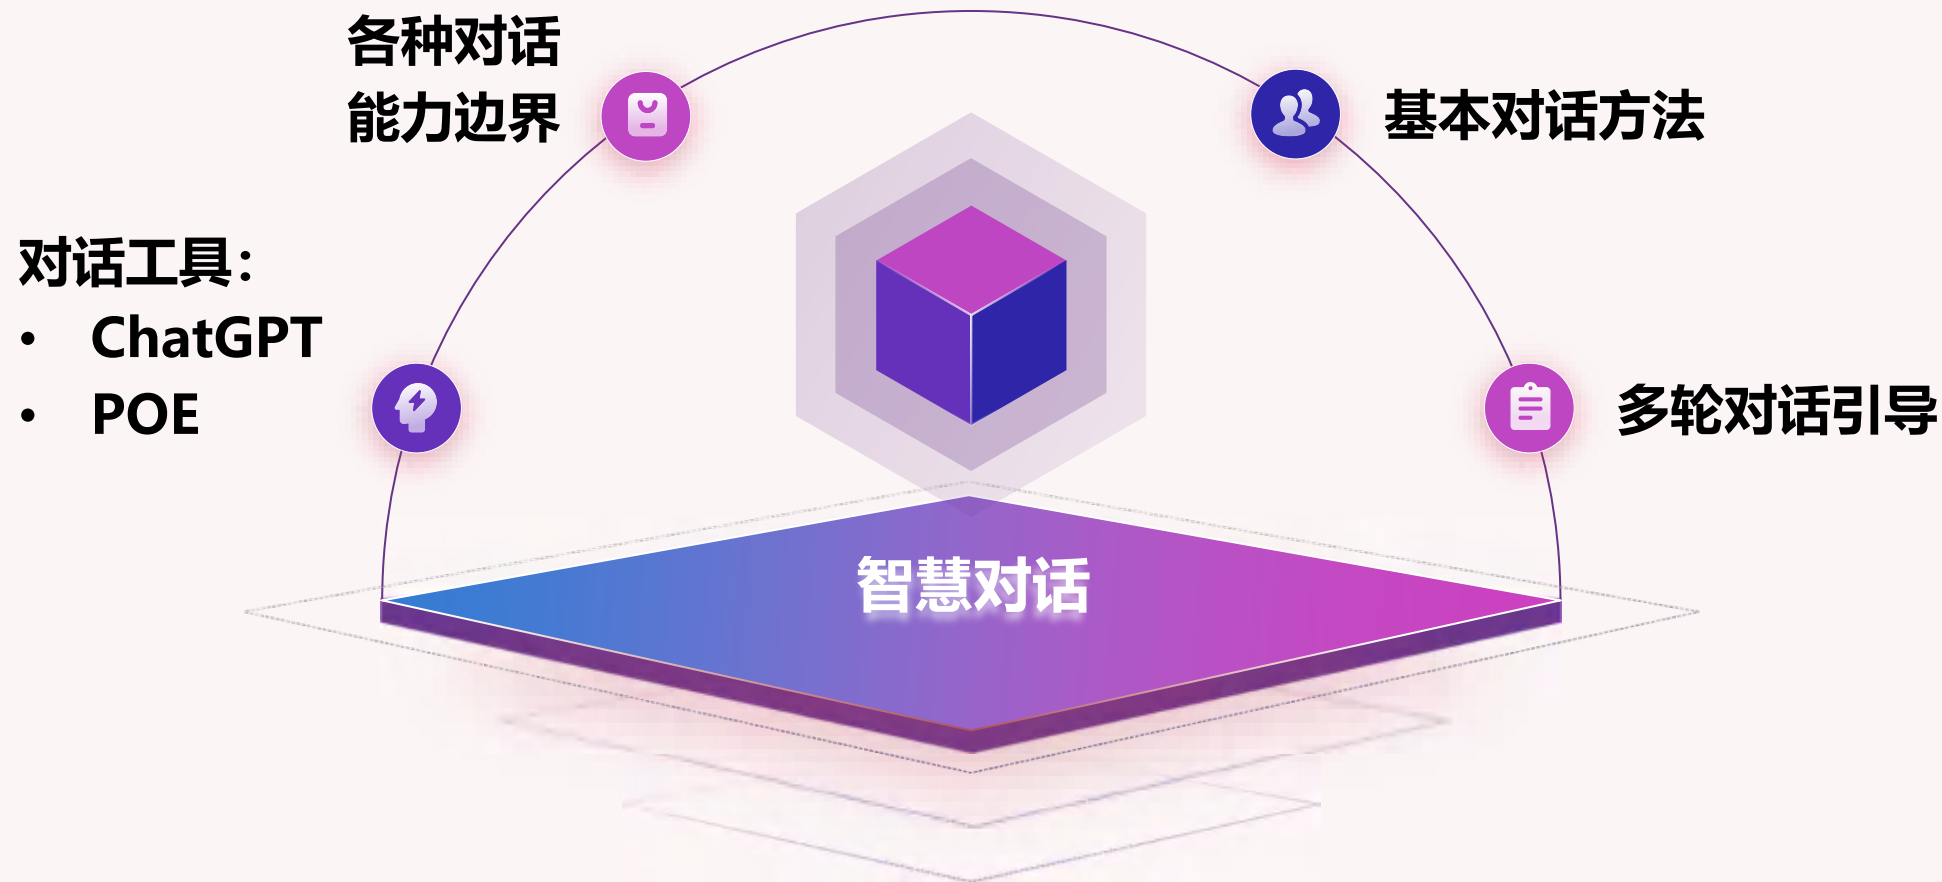 各种对话
能力边界
基本对话方法
对话工具：
• ChatGPT
• POE
多轮对话引导
智慧对话